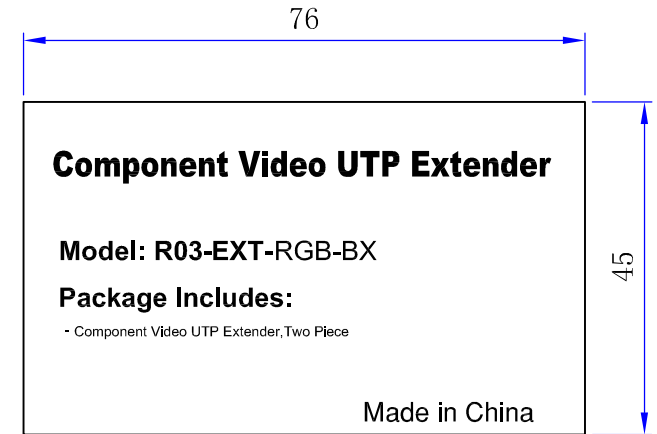 76
Component Video UTP Extender
45
Model: R03-EXT-RGB-BX
Package Includes:
- Component Video UTP Extender,Two Piece
Made in China